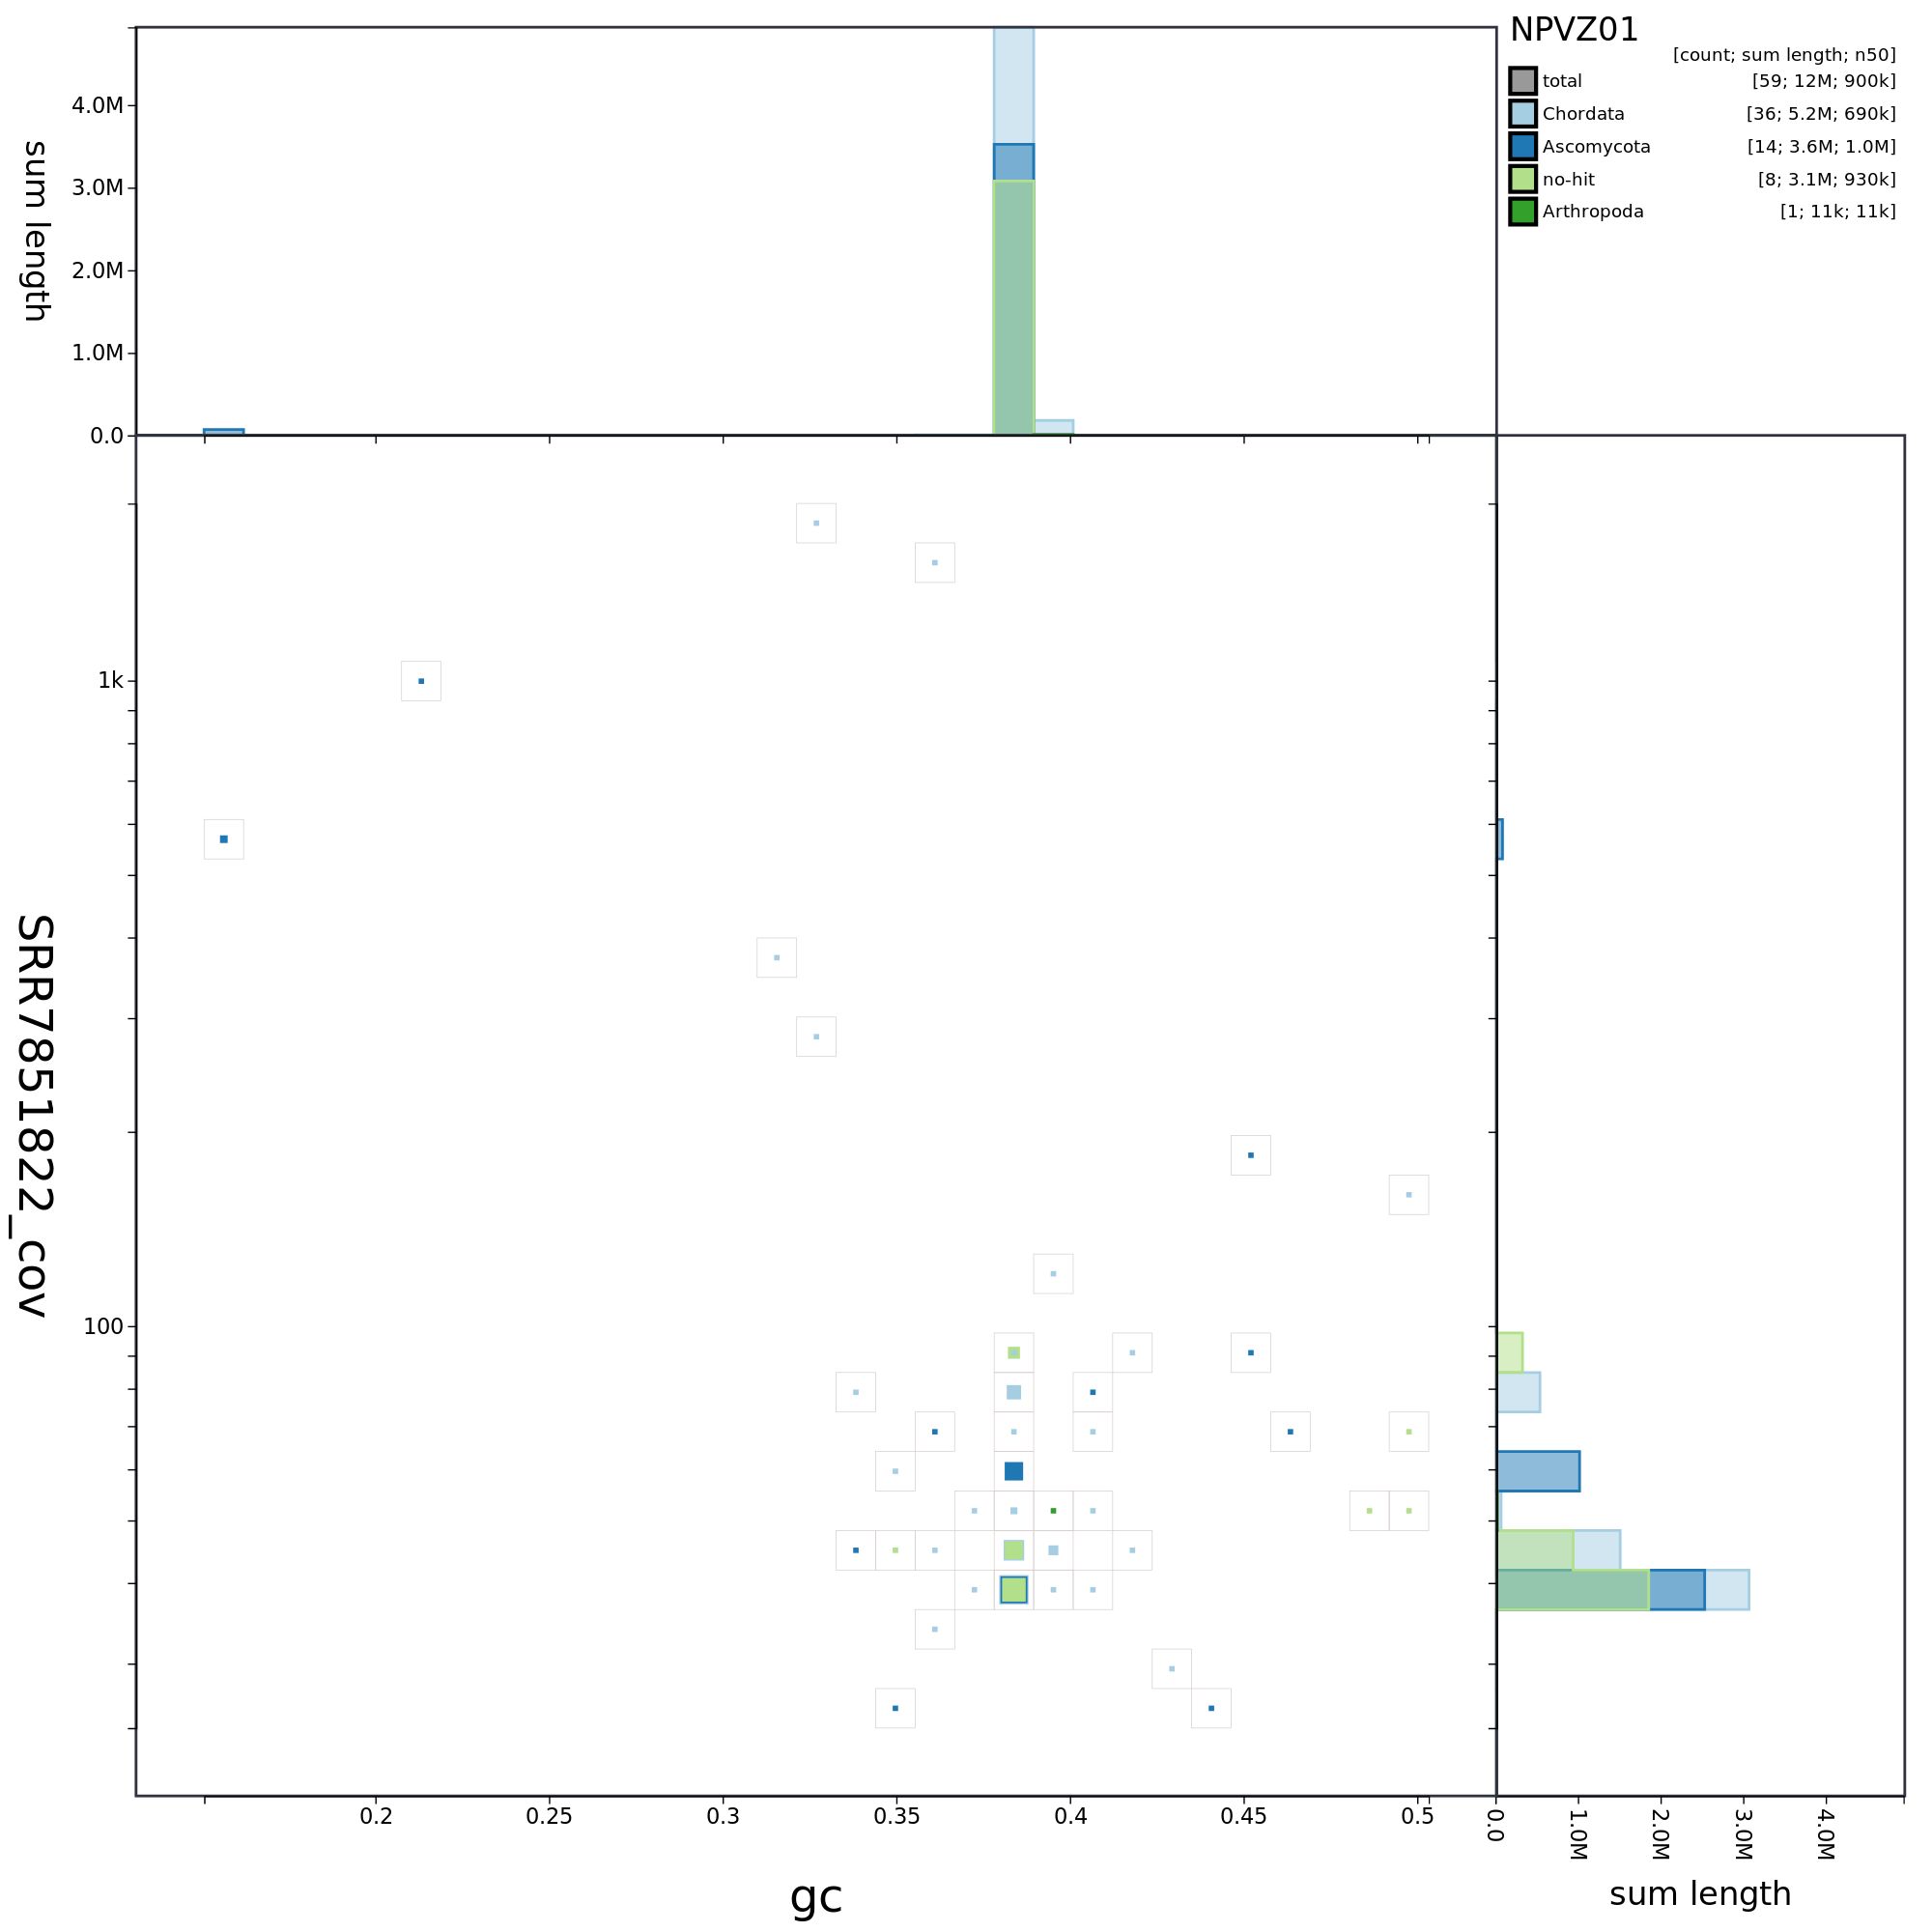 NPVZ01
[count; sum length; n50]
total [59; 12M; 900k]
Chordata [36; 5.2M; 690k]
Ascomycota [14; 3.6M; 1.0M]
no-hit [8; 3.1M; 930k]
Arthropoda [1; 11k; 11k]
sum length
4.0M
3.0M
2.0M
1.0M
0.0
SRR7851822_cov
1k
100
0.2 0.25 0.3 0.35 0.4 0.45 0.5
gc
0.0 1.0M 2.0M 3.0M 4.0M
sum length